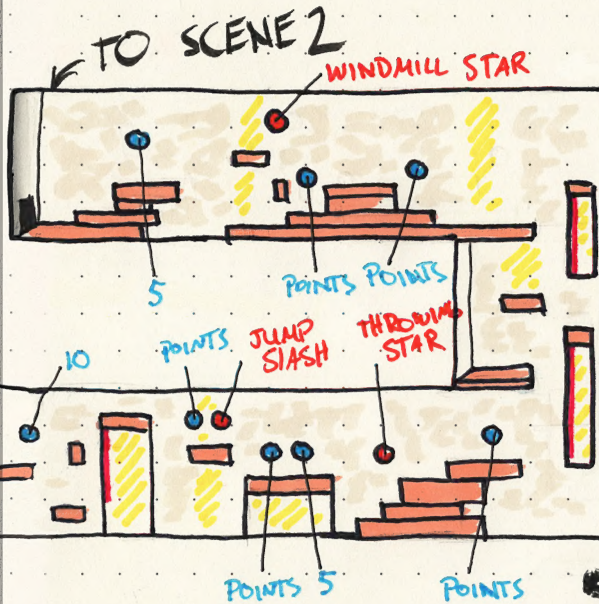 TO SCENE 2
WINDMILL STAR
5
POINTS POINTS
10
POINTS
JUMP
SLASH
THROWING
STAR
POINTS 5
POINTS